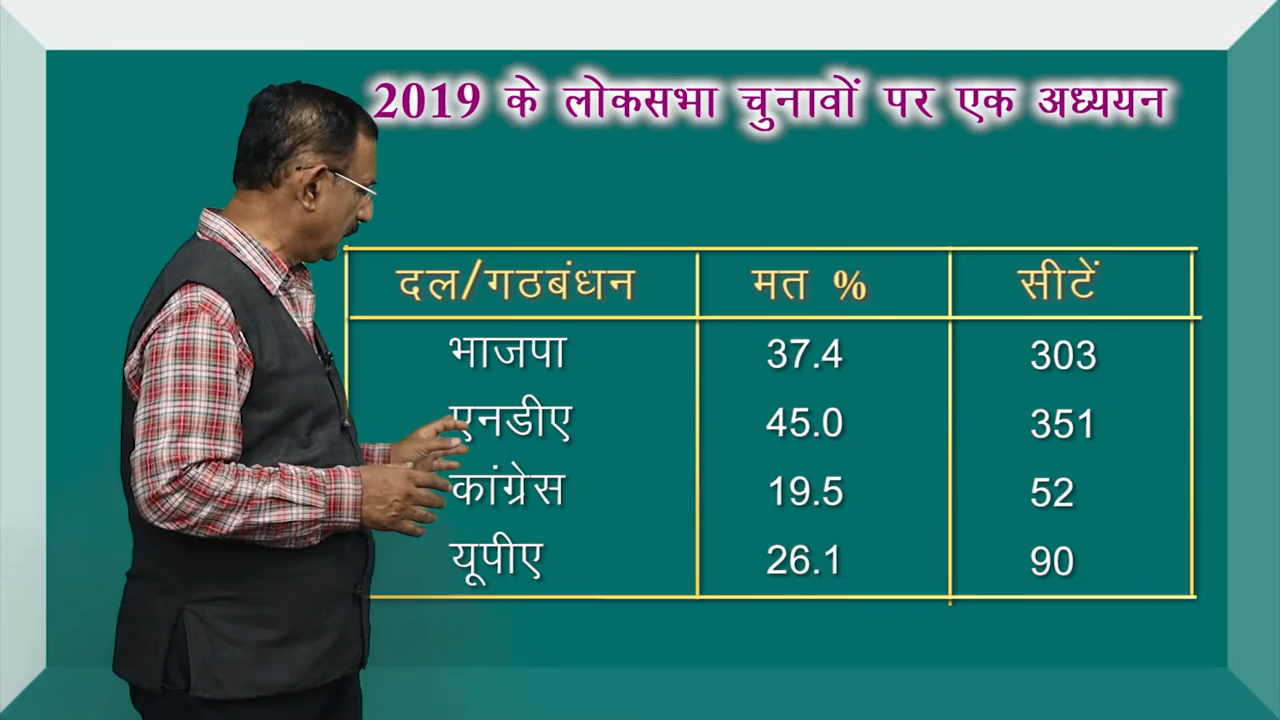 2019 के लोकसभा चुनावों पर एक अध्ययन
दल/गठबंधन मत % सीटें
भाजपा 37.4 303
एनडीए 45.0 351
कांग्रेस 19.5 52
यूपीए 26.1 90